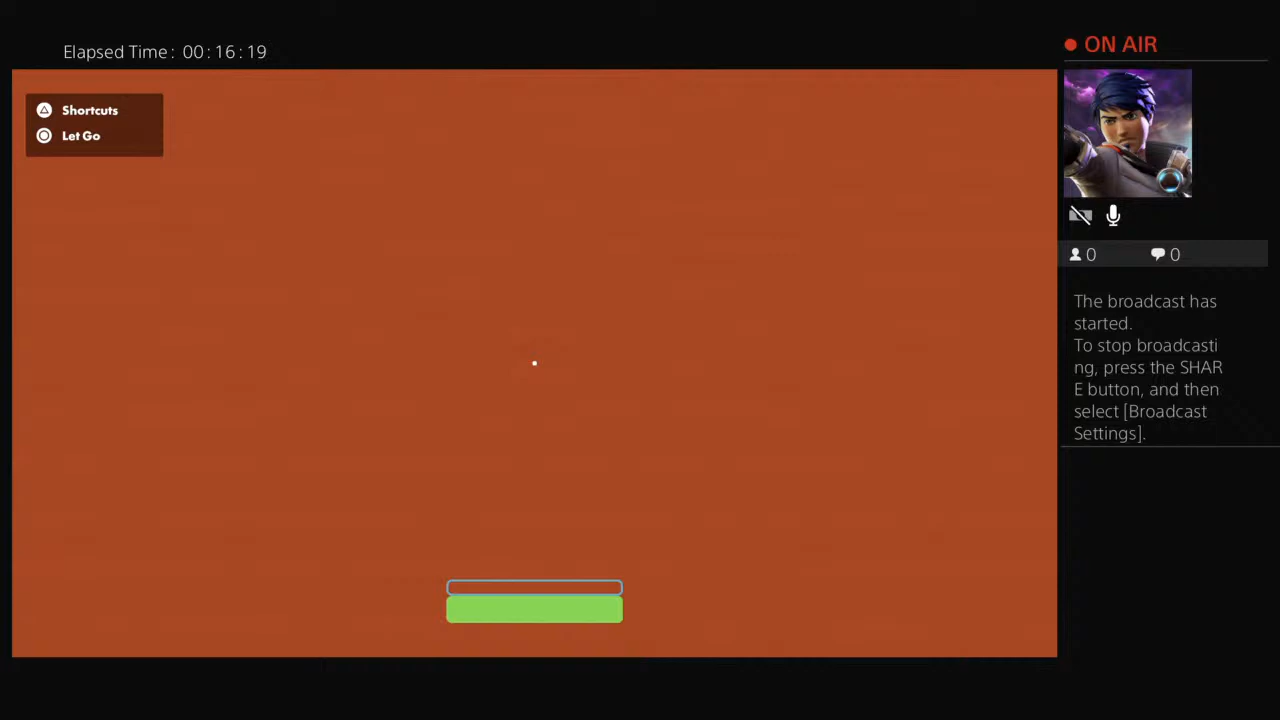 Elapsed Time: 00:16:19
ON AIR
Shortcuts
Let Go
0 0
The broadcast has
started.
To stop broadcasti
ng, press the SHAR
E button, and then
select [Broadcast
Settings].